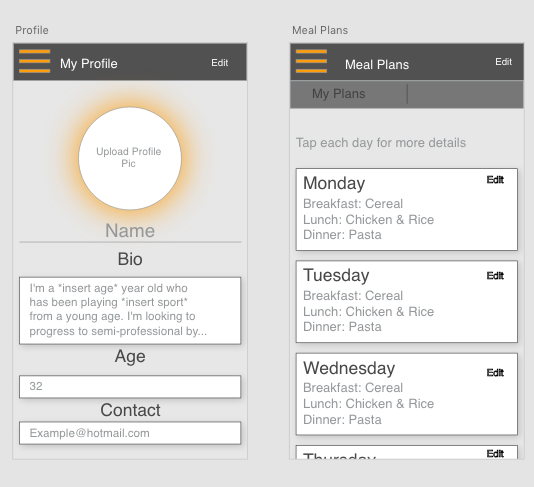 Profile
My Profile
Edit
Upload Profile
Pic
Name
Bio
I'm a *insert age* year old who
has been playing *insert sport*
from a young age. I'm looking to
progress to semi-professional by...
Age
32
Contact
Example@hotmail.com
Meal Plans
Meal Plans
Edit
My Plans
Tap each day for more details
Monday
Edit
Breakfast: Cereal
Lunch: Chicken & Rice
Dinner: Pasta
Tuesday
Edit
Breakfast: Cereal
Lunch: Chicken & Rice
Dinner: Pasta
Wednesday
Edit
Breakfast: Cereal
Lunch: Chicken & Rice
Dinner: Pasta
Thursday
Edit